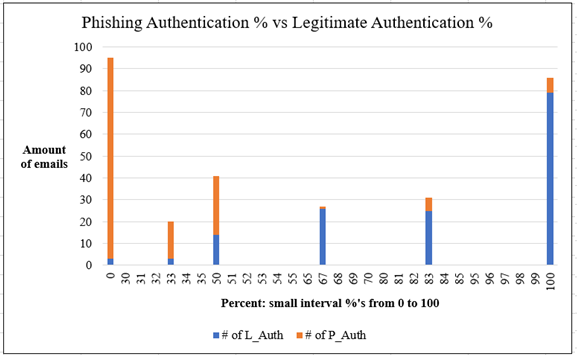 Phishing Authentication % vs Legitimate Authentication %
100
90
80
70
60
50
40
30
20
10
0
Amount
of emails
0 30 31 32 33 34 35 50 51 52 53 54 55 65 67 68 69 70 80 81 82 83 84 85 95 96 97 98 99 100
Percent: small interval %'s from 0 to 100
# of L_Auth # of P_Auth